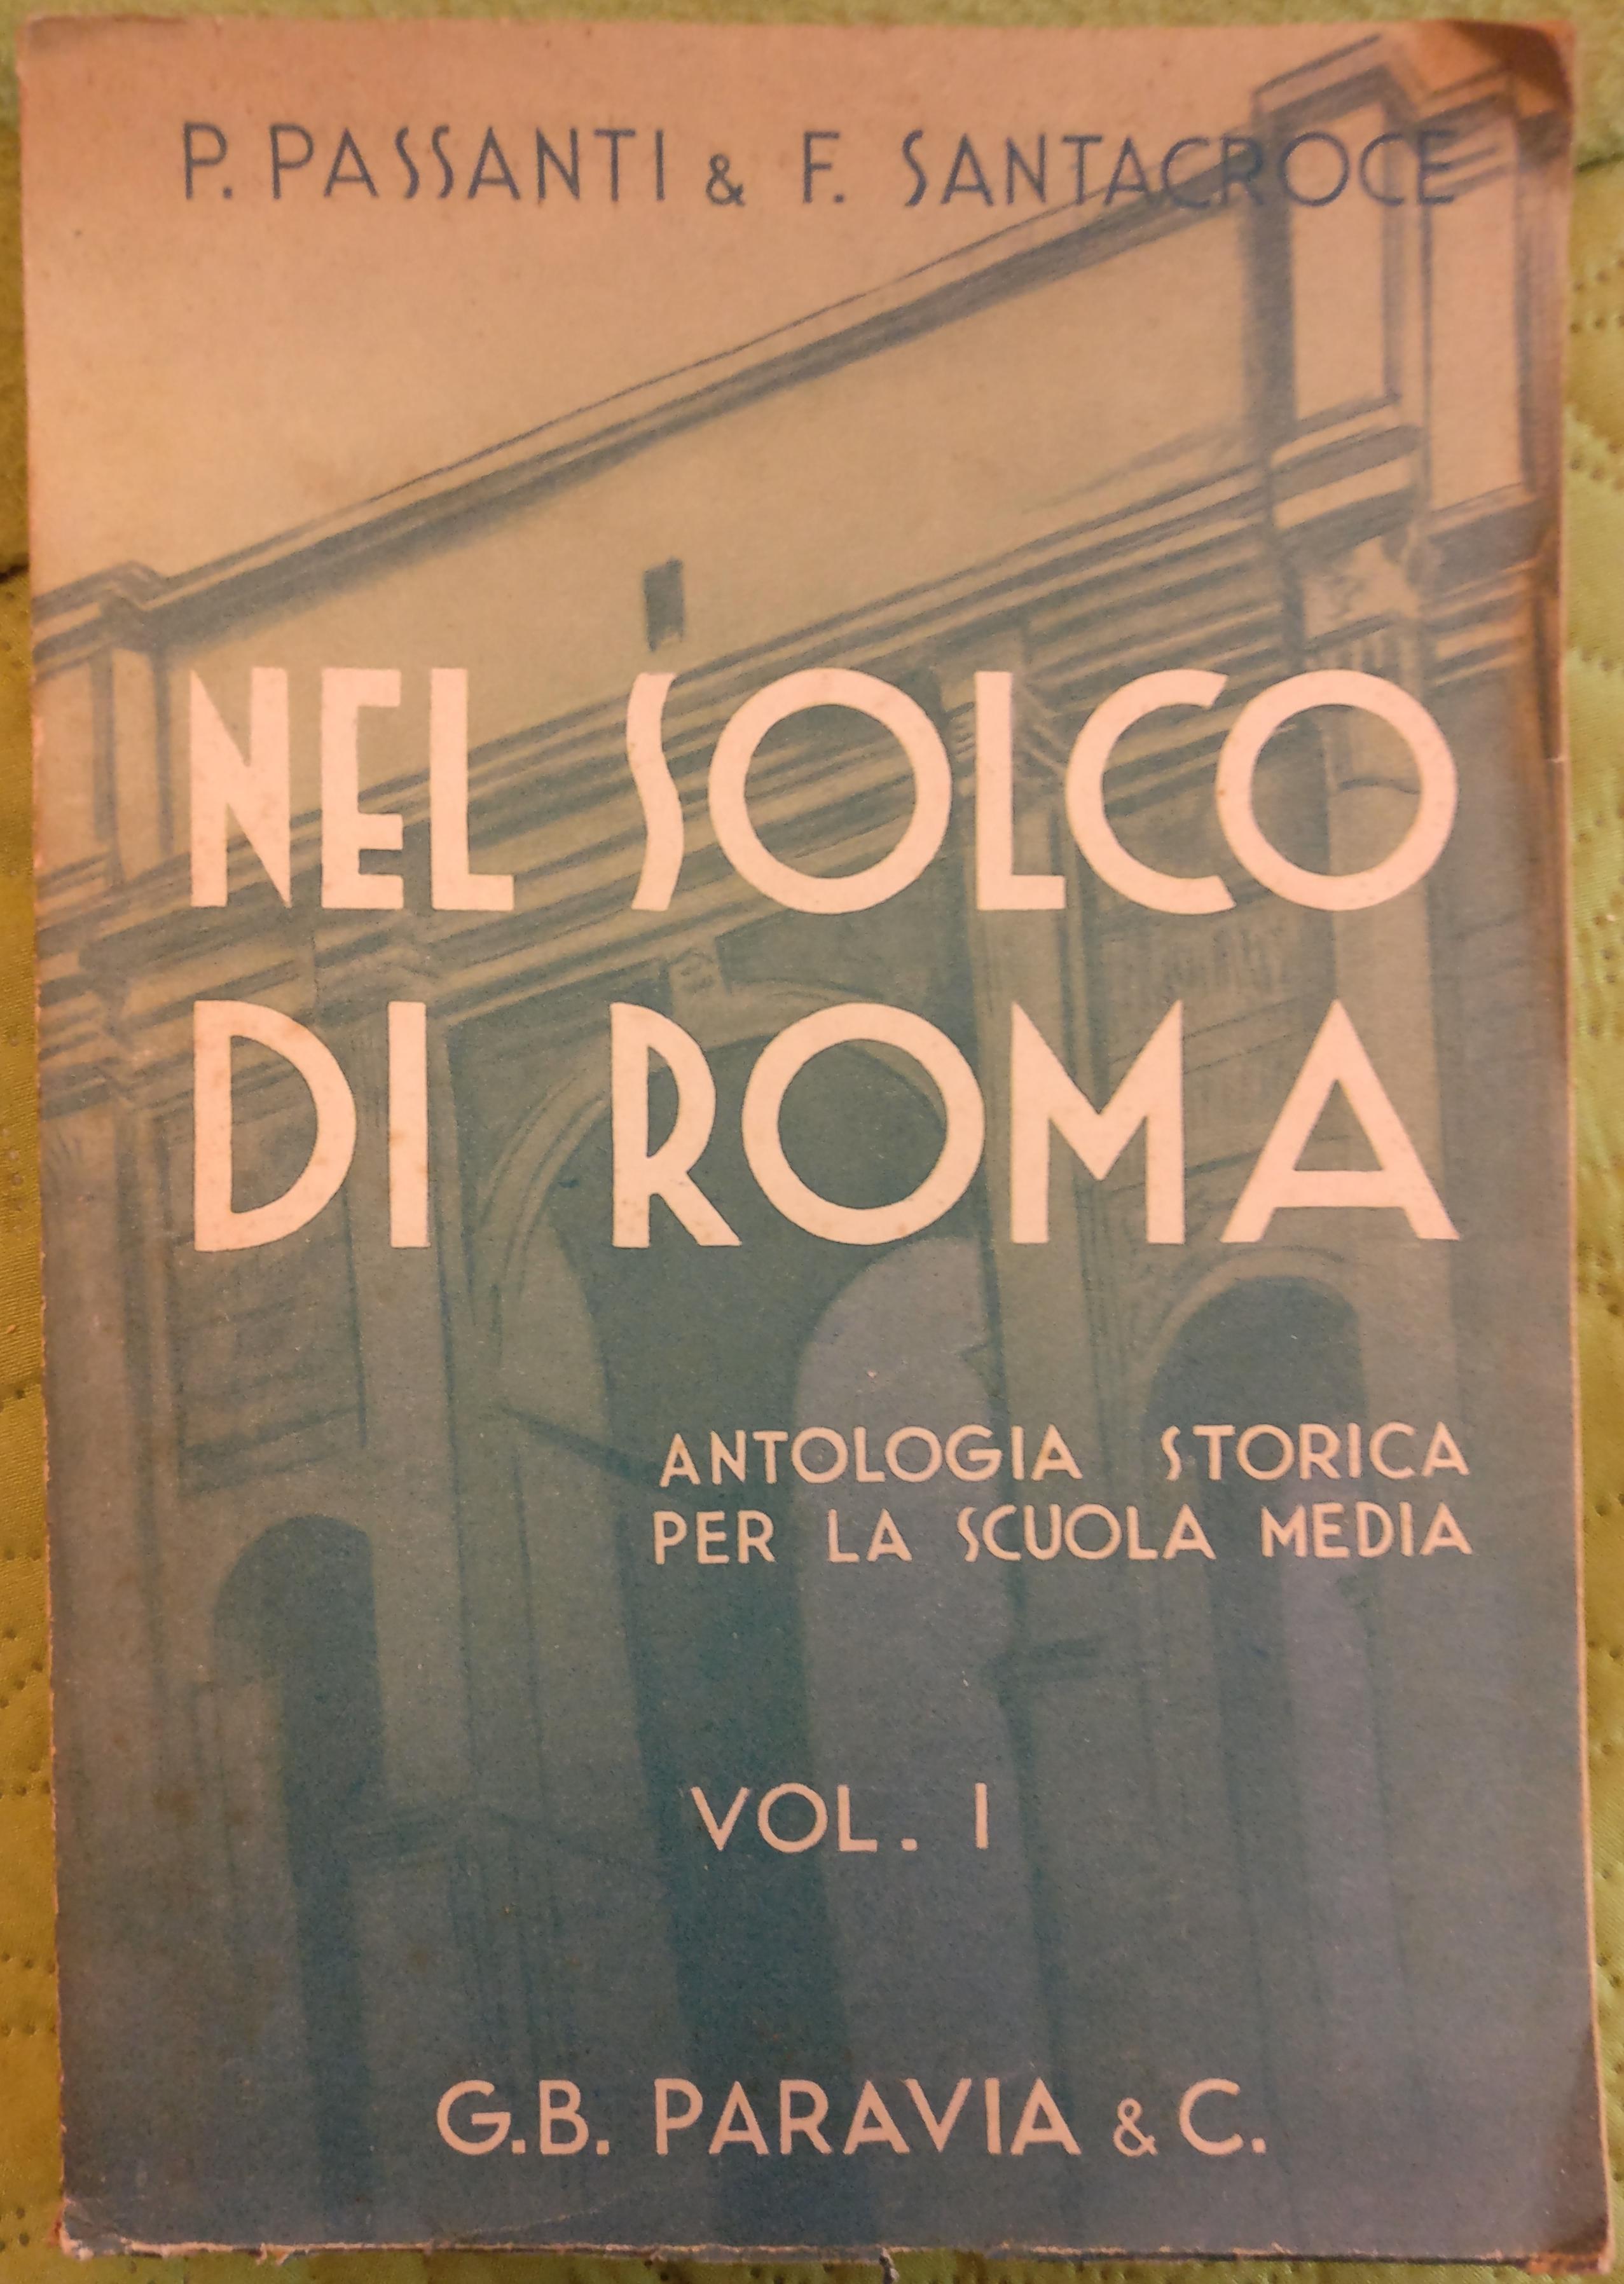 P. PASSANTI & F. SANTACROCE
NEL SOLCO
DI ROMA
ANTOLOGIA STORICA
PER LA SCUOLA MEDIA
VOL. I
G.B. PARAVIA & C.